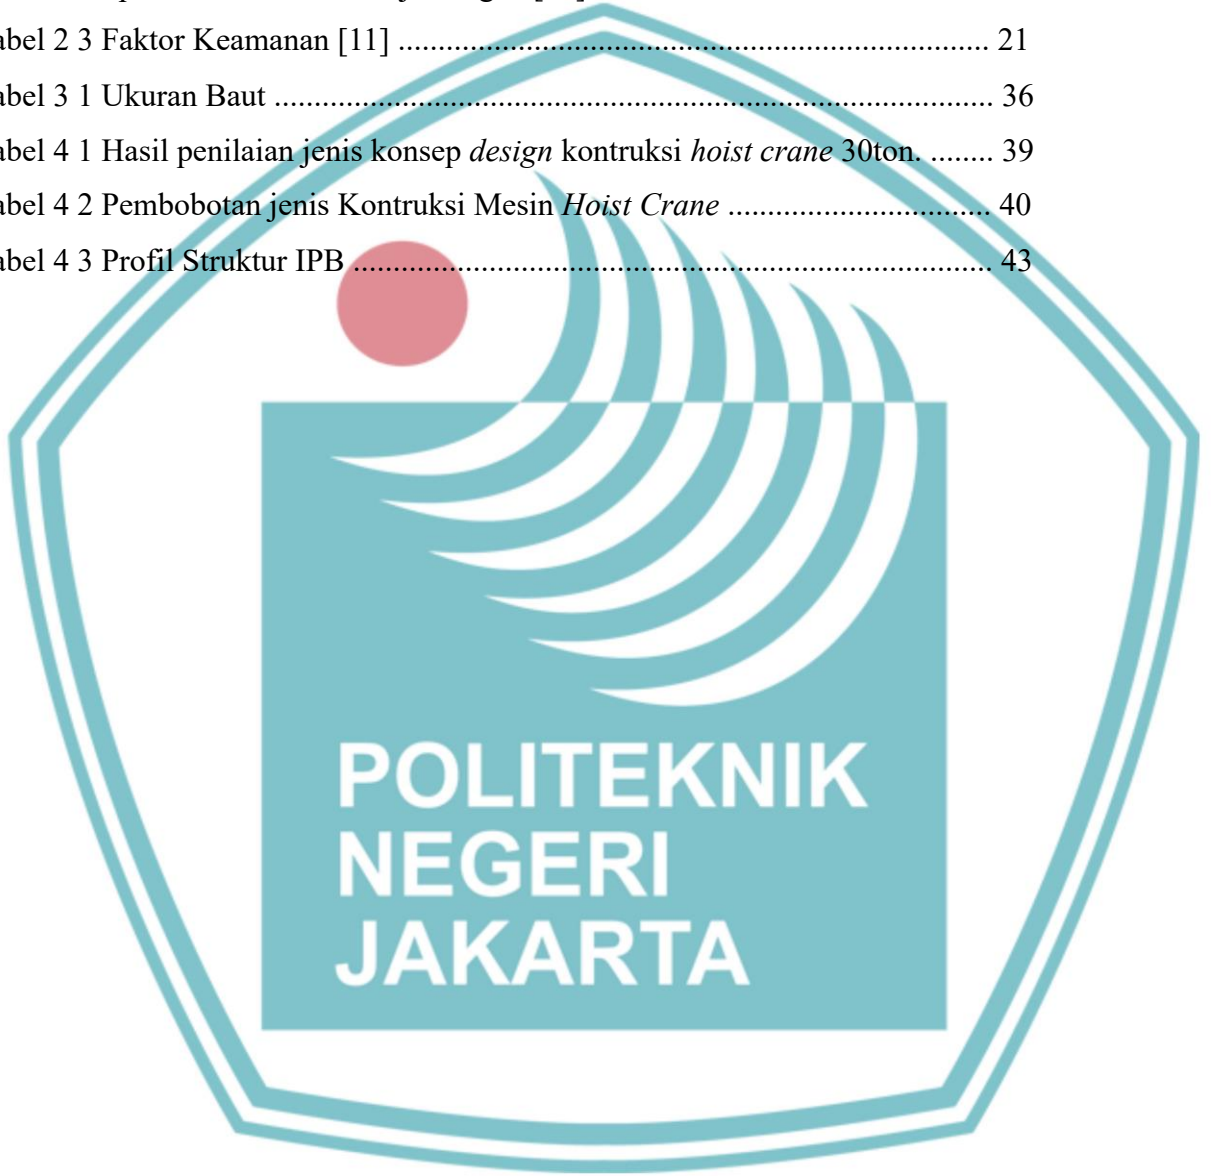 abel 2 3 Faktor Keamanan [11] .......................................................................... 21
abel 3 1 Ukuran Baut .......................................................................................... 36
abel 4 1 Hasil penilaian jenis konsep design kontruksi hoist crane 30ton. ........ 39
abel 4 2 Pembobotan jenis Kontruksi Mesin Hoist Crane ................................. 40
abel 4 3 Profil Struktur IPB ................................................................................ 43
POLITEKNIK
NEGERI
JAKARTA